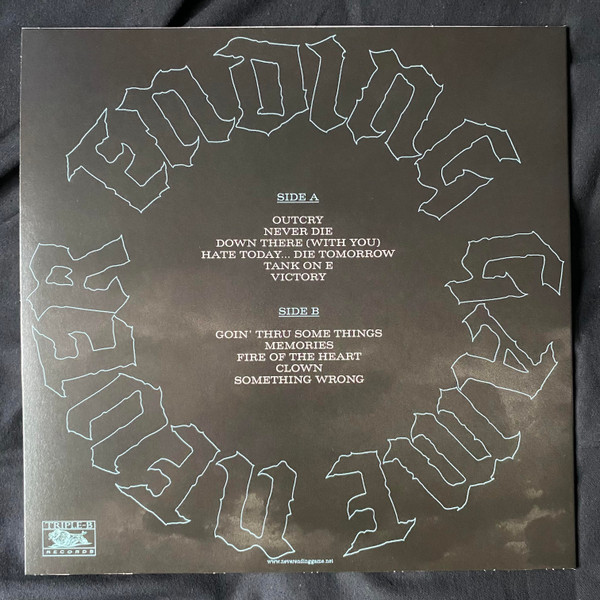 NEVER ENDING GAME
SIDE A
OUTCRY
NEVER DIE
DOWN THERE (WITH YOU)
HATE TODAY... DIE TOMORROW
TANK ON E
VICTORY
SIDE B
GOIN' THRU SOME THINGS
MEMORIES
FIRE OF THE HEART
CLOWN
SOMETHING WRONG
TRIPLE-B
RECORDS
www.neverendinggame.net